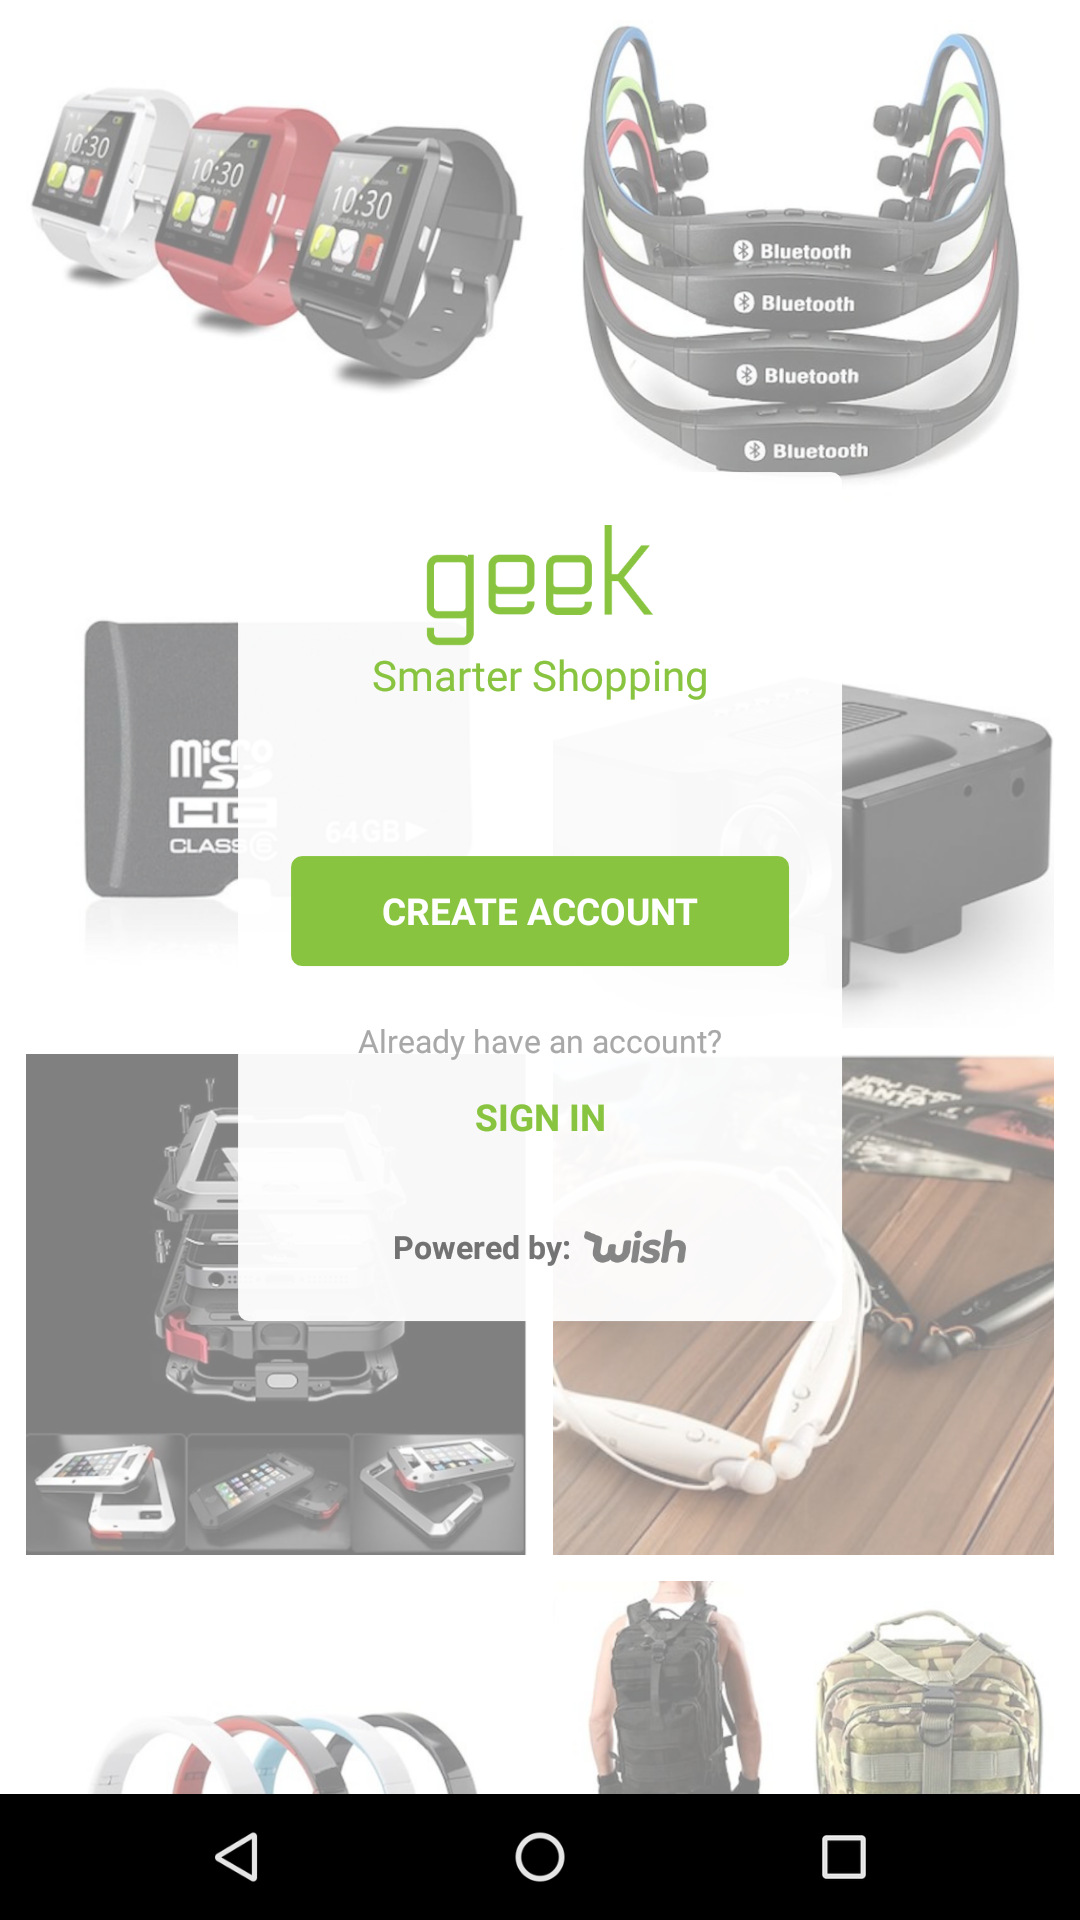 10:30
10:30
10:30
Bluetooth
Bluetooth
Bluetooth
Bluetooth
geek
Smarter Shopping
micro
SD
HC
CLASS 6
64GB
CREATE ACCOUNT
Already have an account?
SIGN IN
Powered by: wish